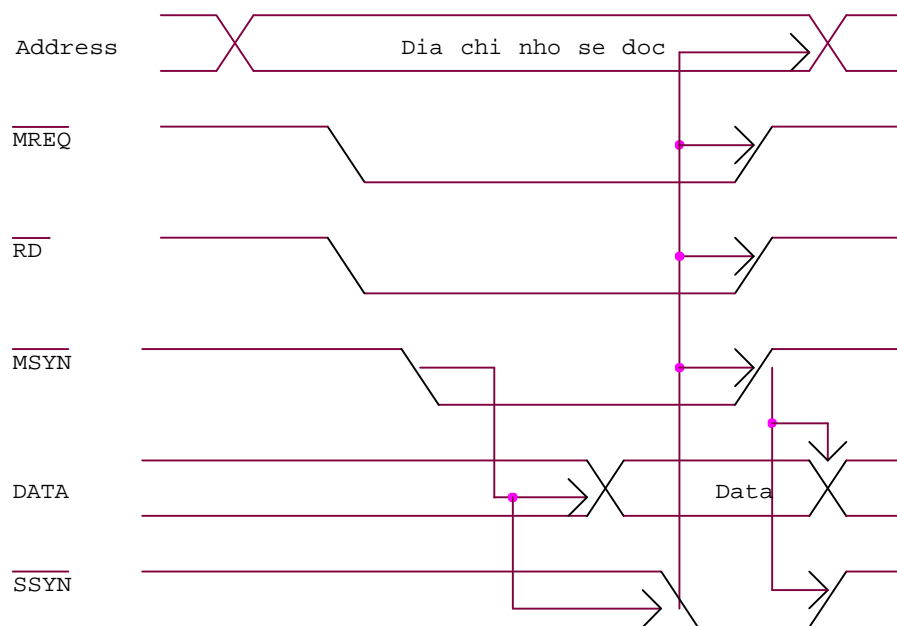 Address
Dia chi nho se doc
MREQ
RD
MSYN
DATA
Data
SSYN